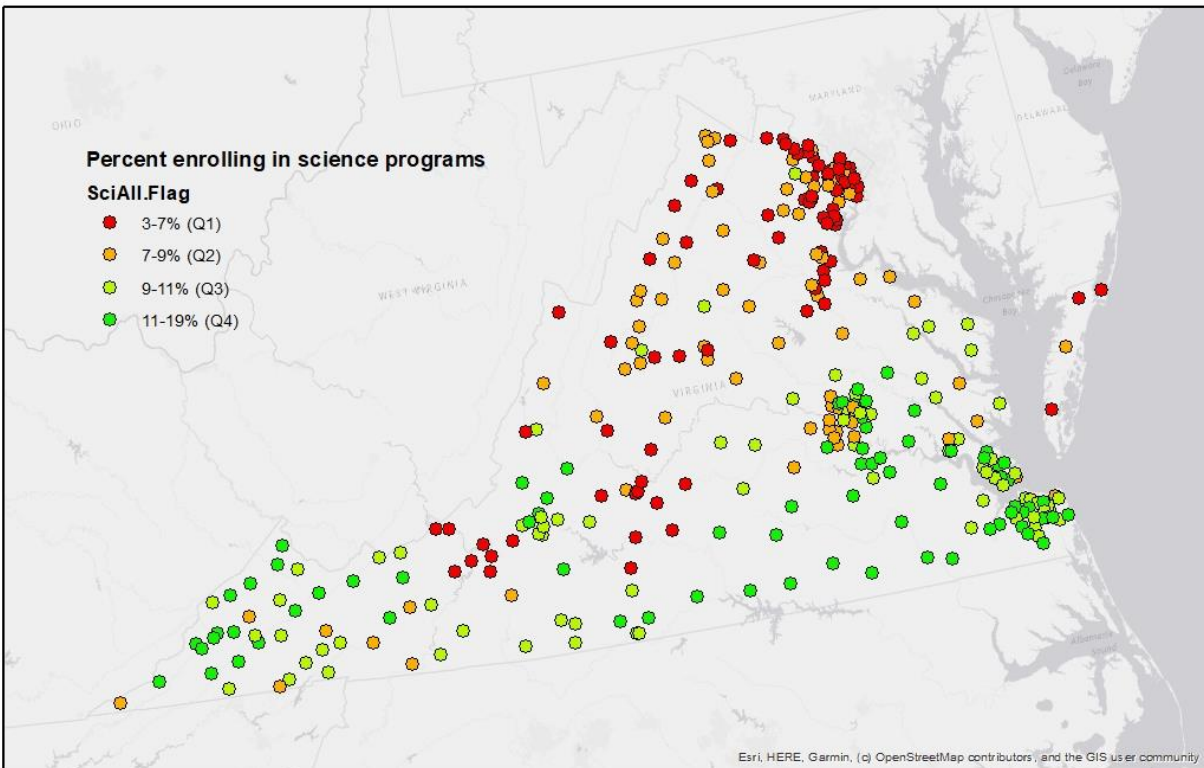 Delaware
Bay
MARYLAND
DELAWARE
OHIO
Percent enrolling in science programs
SciAll.Flag
3-7% (Q1)
7-9% (Q2)
9-11% (Q3)
11-19% (Q4)
WEST VIRGINIA
Bay
VIRGINIA
Albemarle
Sound
Esri, HERE, Garmin, (c) OpenStreetMap contributors, and the GIS user community